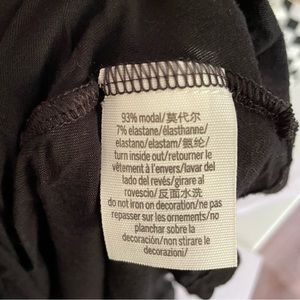 93% modal/莫代尔
7% elastane/élasthanne/
elastano/elastam/氨纶/
turn inside out/retourner le
vêtement à l'envers/lavar del
lado del revés/girare al
rovescio/反面水洗
do not iron on decoration/ne pas
repasser sur les ornements/no
planchar sobre la
decoración/non stirare le
decorazioni/